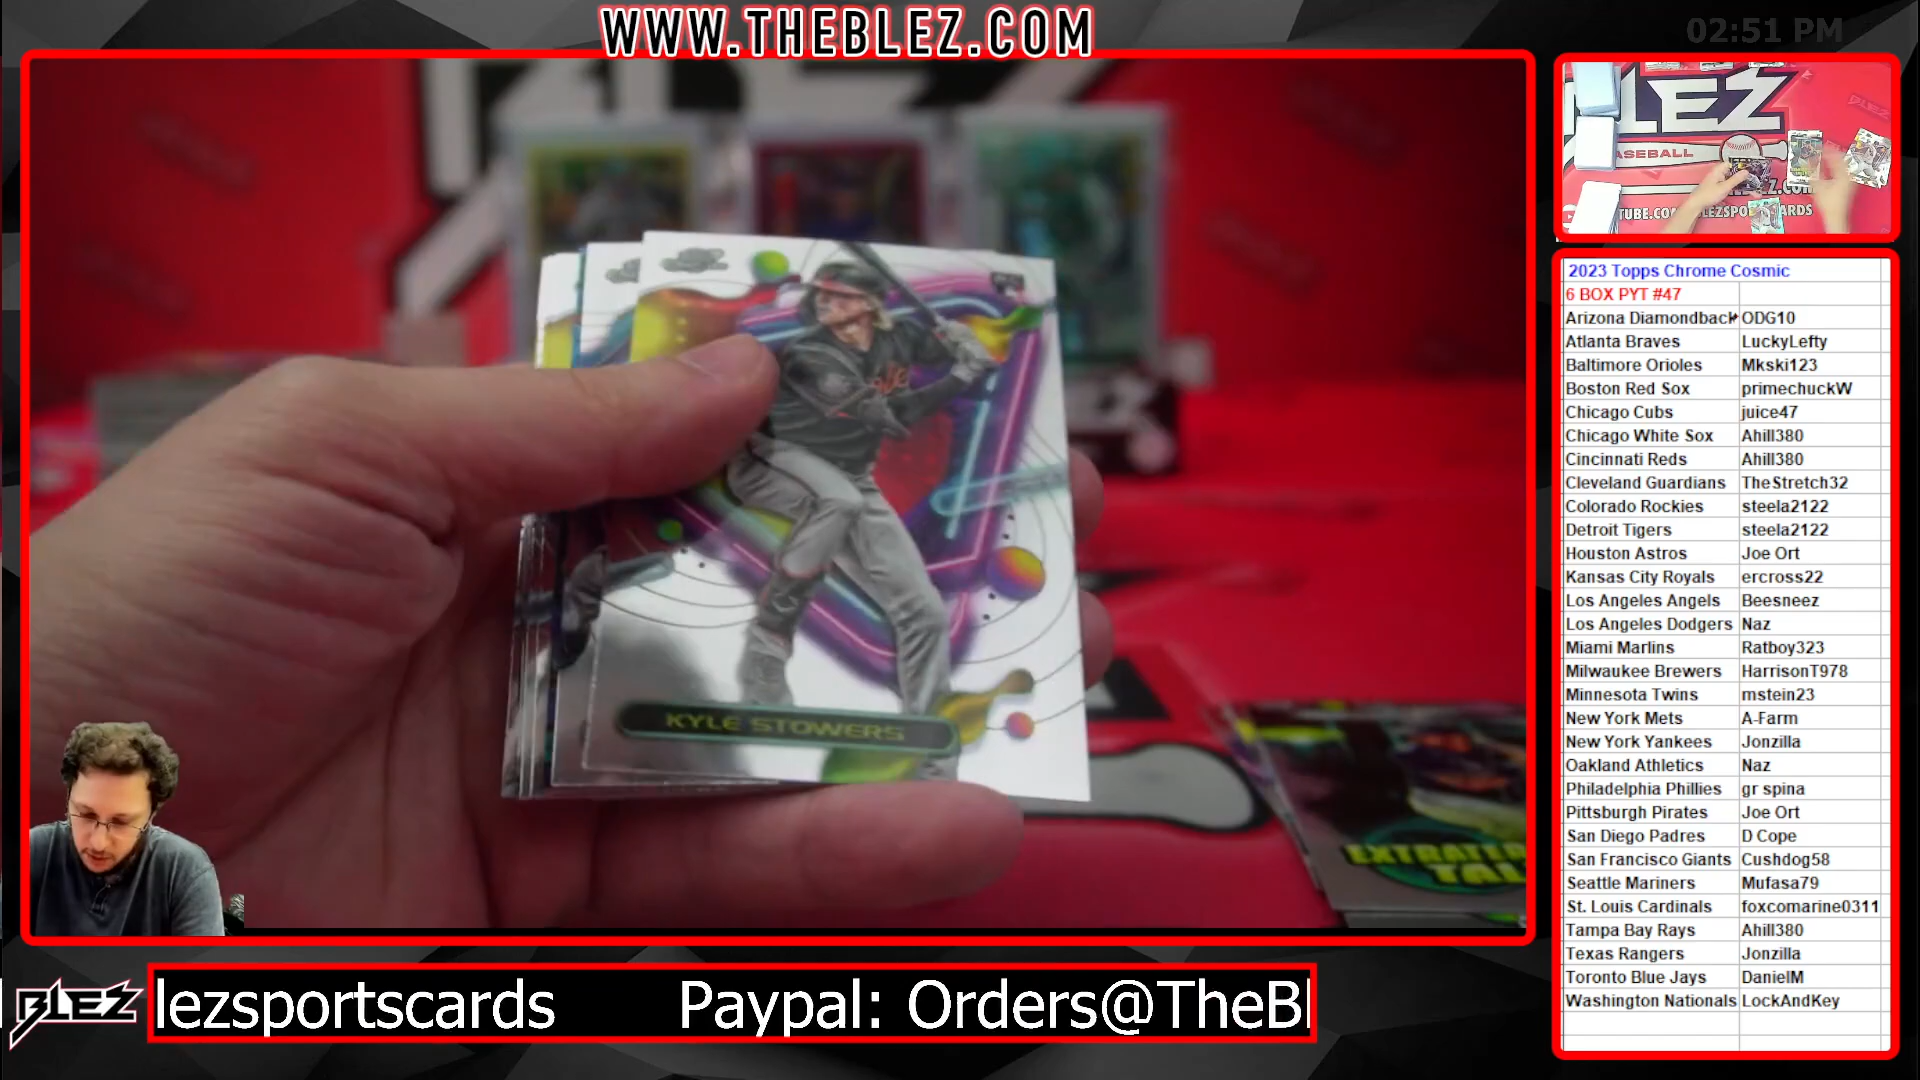 WWW.THEBLEZ.COM
02:51 PM
KYLE STOWERS
BLEZ
ASEBALL
2023 Topps Chrome Cosmic
6 BOX PYT #47
Arizona Diamondback ODG10
Atlanta Braves LuckyLefty
Baltimore Orioles Mkski123
Boston Red Sox primechuckW
Chicago Cubs juice47
Chicago White Sox Ahill380
Cincinnati Reds Ahill380
Cleveland Guardians TheStretch32
Colorado Rockies steela2122
Detroit Tigers steela2122
Houston Astros Joe Ort
Kansas City Royals ercross22
Los Angeles Angels Beesneez
Los Angeles Dodgers Naz
Miami Marlins Ratboy323
Milwaukee Brewers HarrisonT978
Minnesota Twins mstein23
New York Mets A-Farm
New York Yankees Jonzilla
Oakland Athletics Naz
Philadelphia Phillies gr spina
Pittsburgh Pirates Joe Ort
San Diego Padres D Cope
San Francisco Giants Cushdog58
Seattle Mariners Mufasa79
St. Louis Cardinals foxcomarine0311
Tampa Bay Rays Ahill380
Texas Rangers Jonzilla
Toronto Blue Jays DanielM
Washington Nationals LockAndKey
BLEZ
lezsportscards Paypal: Orders@TheBl